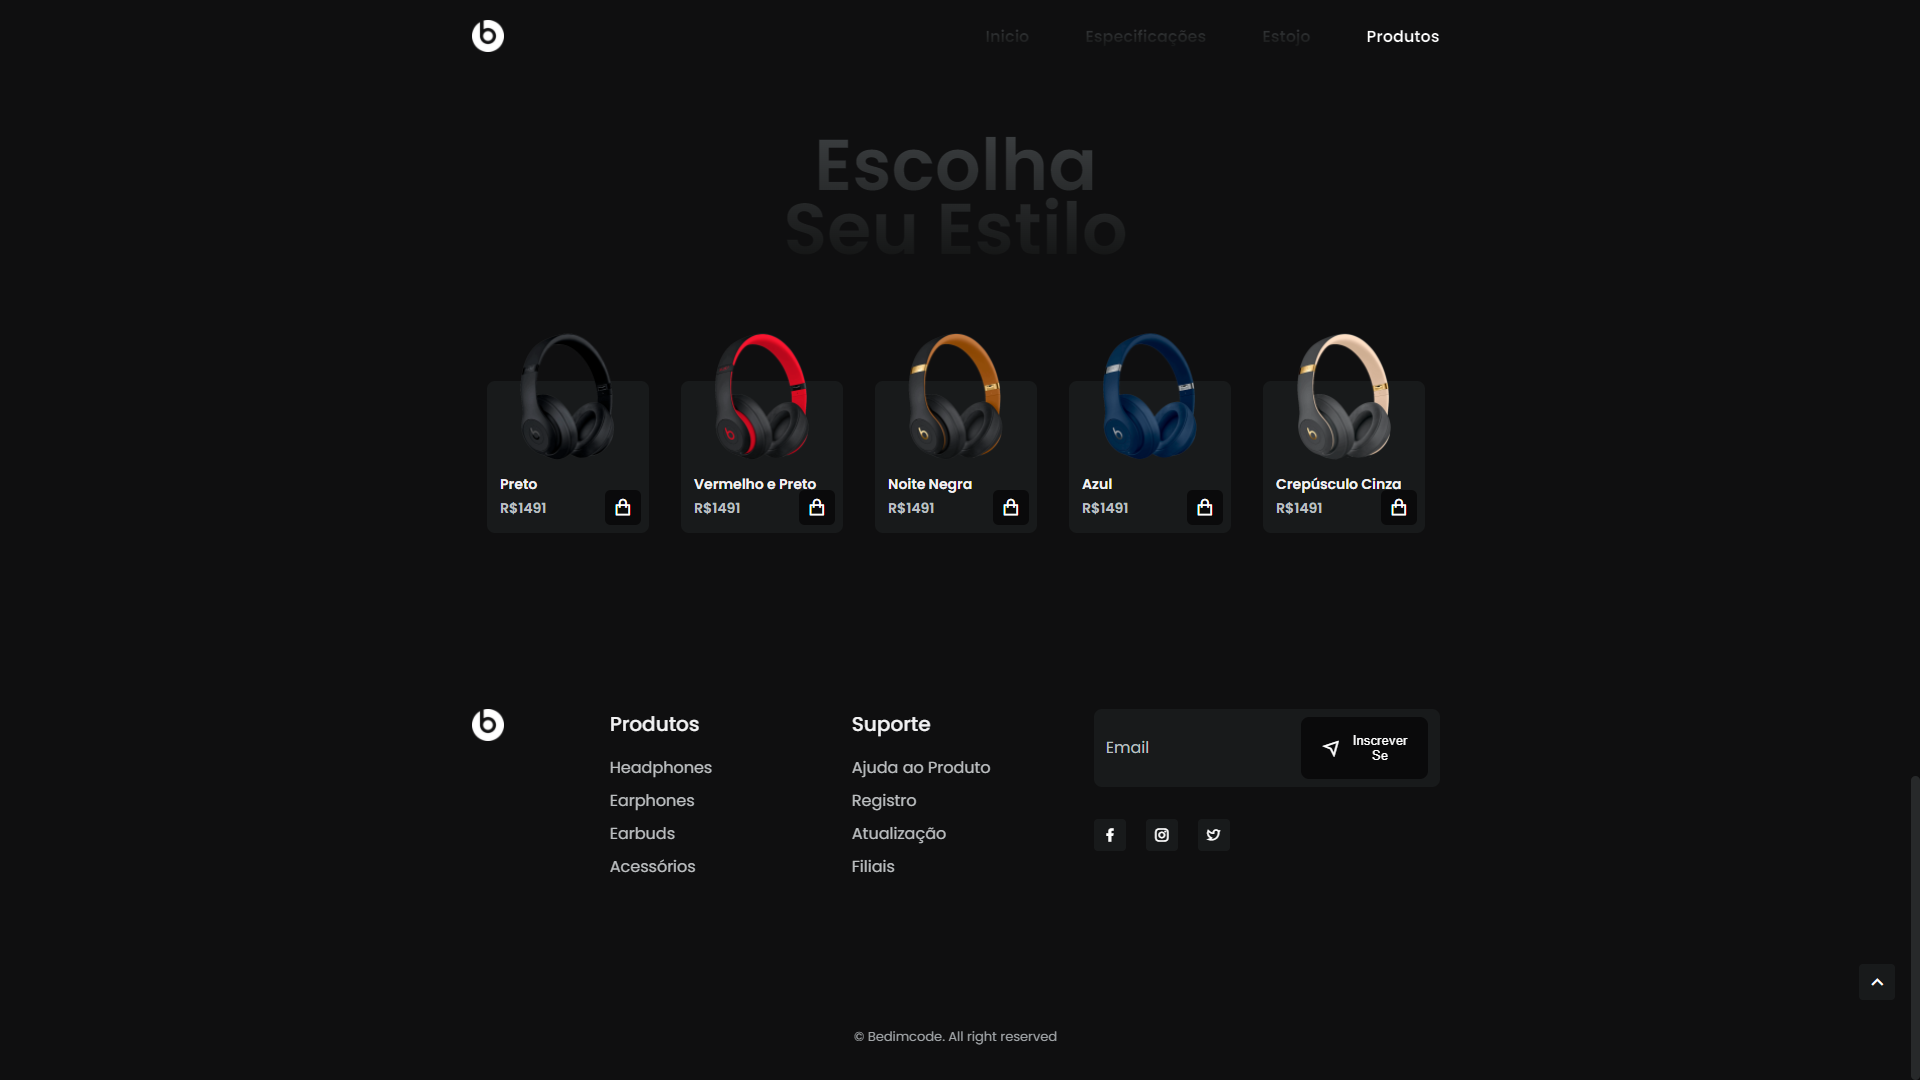 Inicio Especificações Estojo Produtos
Escolha
Seu Estilo
Preto
R$1491
Vermelho e Preto
R$1491
Noite Negra
R$1491
Azul
R$1491
Crepúsculo Cinza
R$1491
Produtos
Headphones
Earphones
Earbuds
Acessórios
Suporte
Ajuda ao Produto
Registro
Atualização
Filiais
Email
Inscrever
Se
© Bedimcode. All right reserved